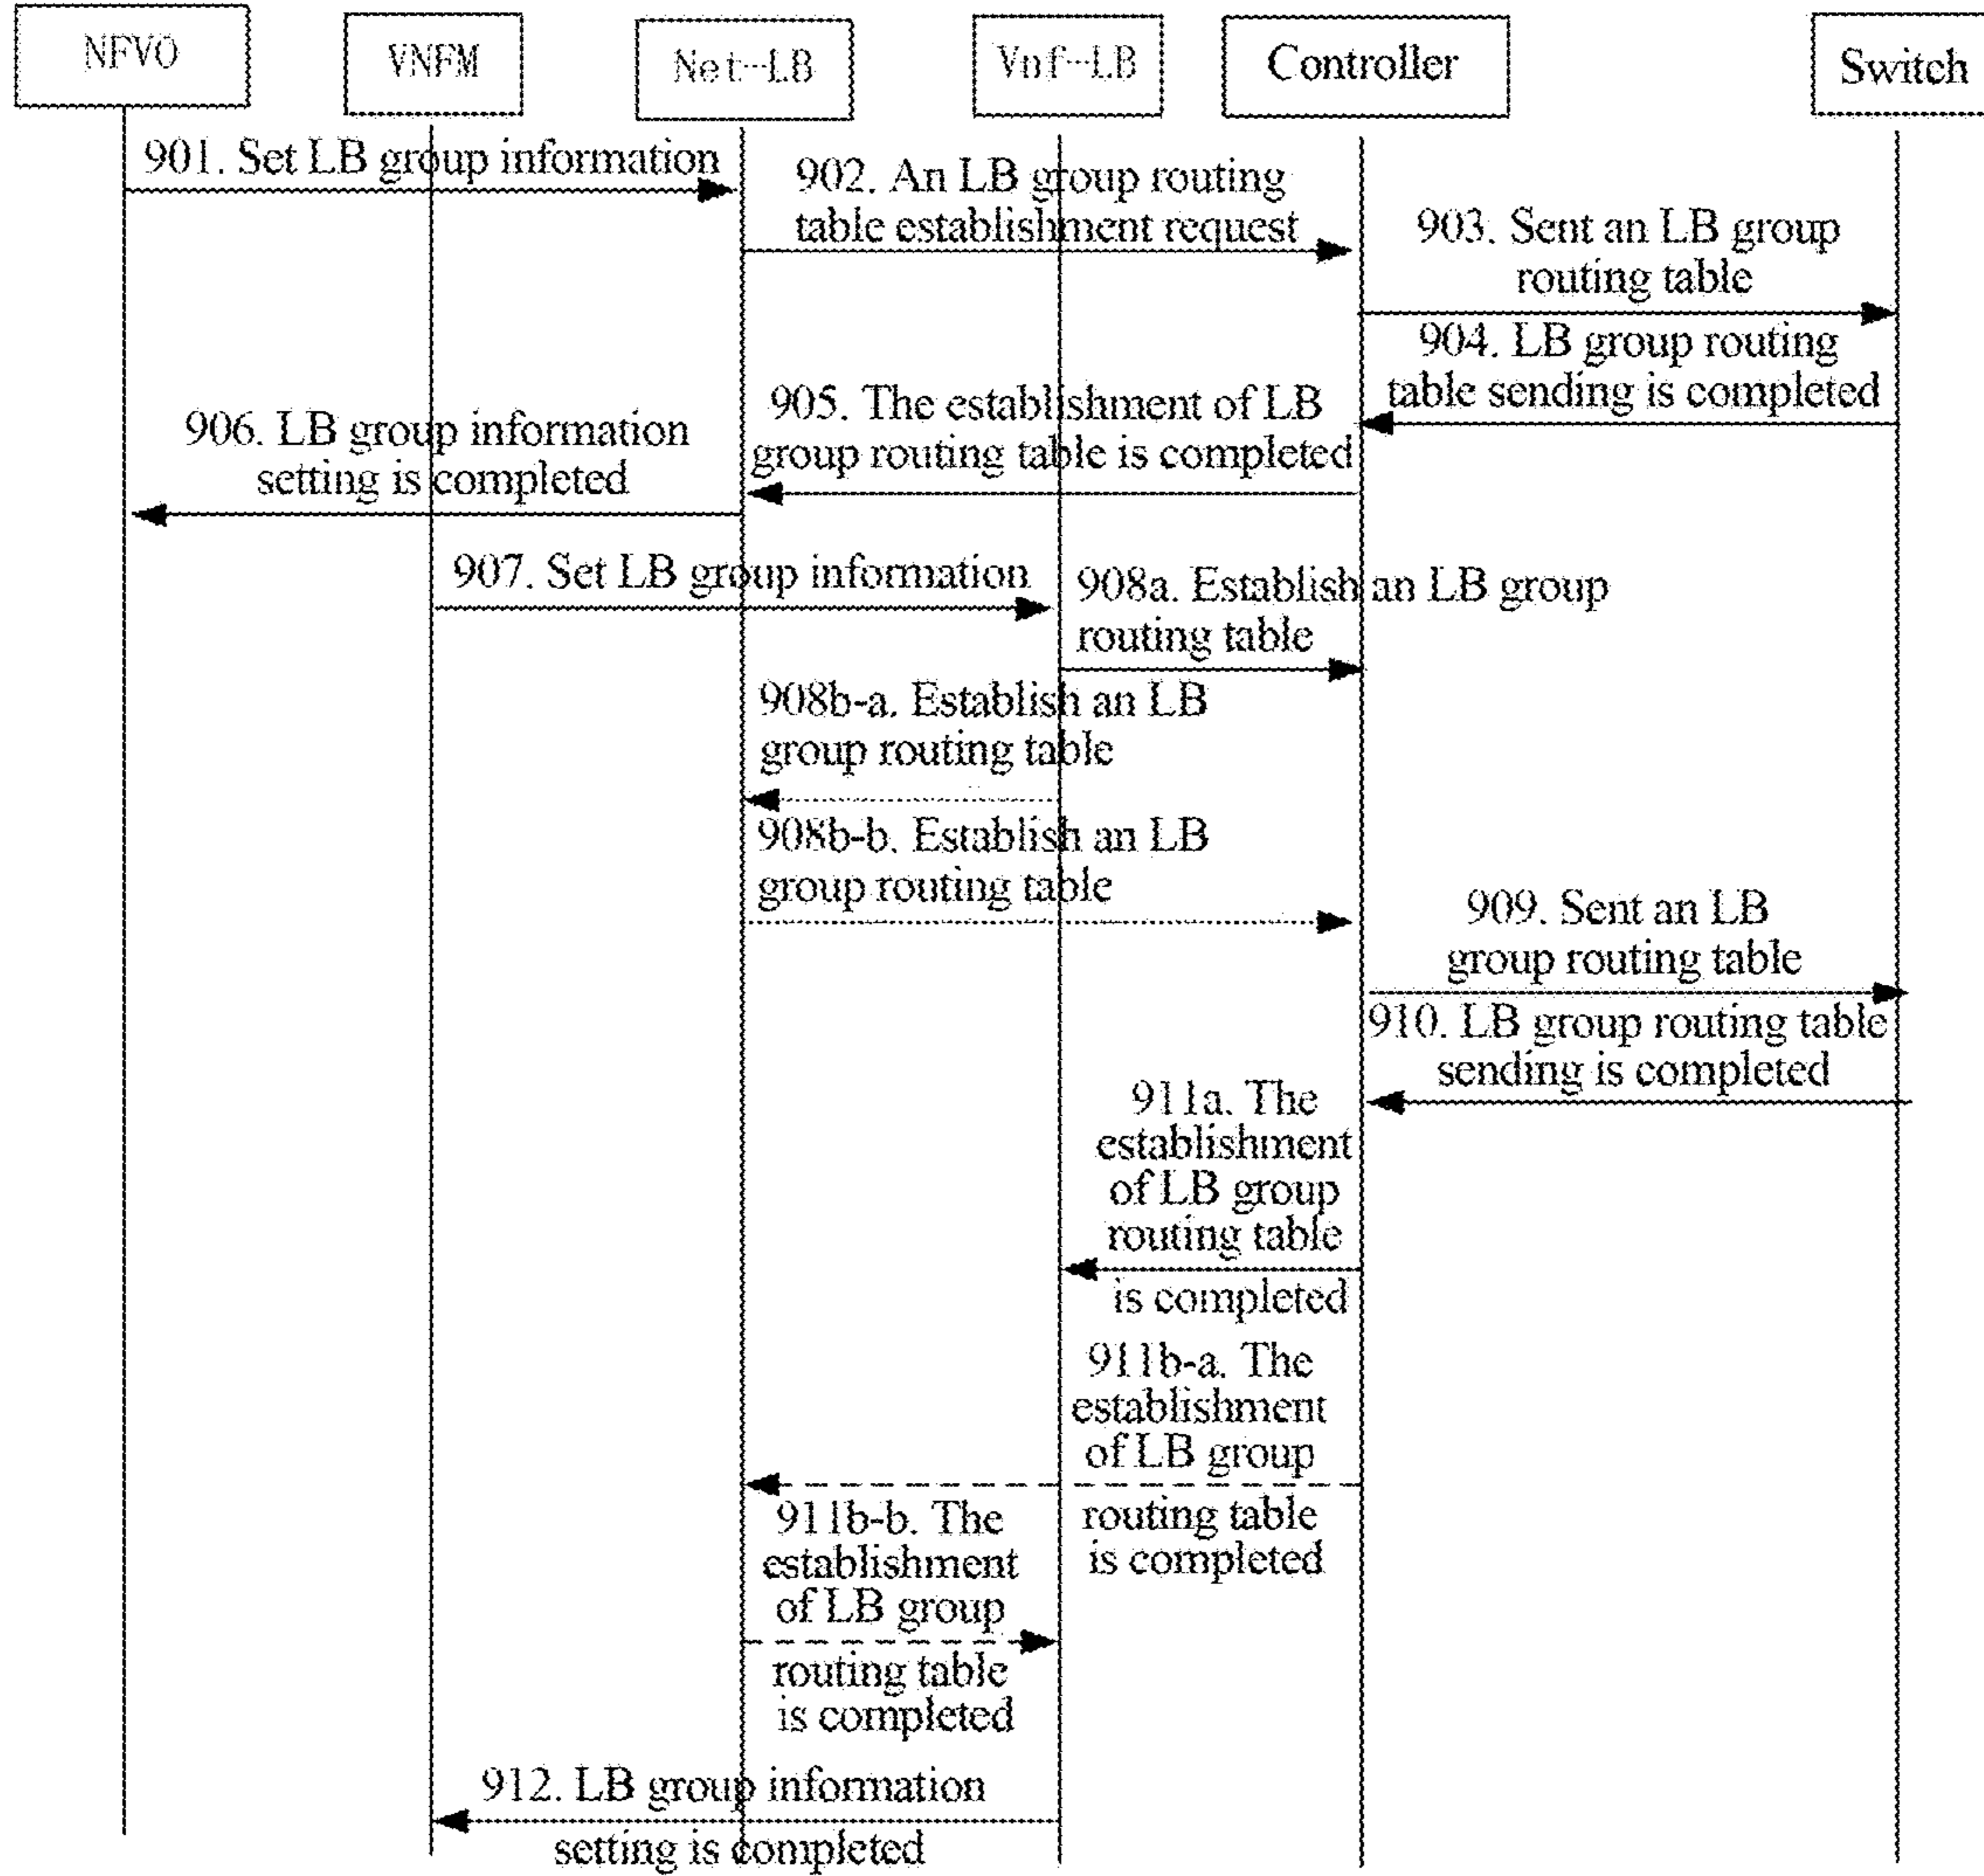 NFVO
VNFM
Net-LB
Vnf-LB
Controller
Switch
901. Set LB group information
902. An LB group routing
table establishment request
903. Sent an LB group
routing table
904. LB group routing
table sending is completed
905. The establishment of LB
group routing table is completed
906. LB group information
setting is completed
907. Set LB group information
908a. Establish an LB group
routing table
908b-a. Establish an LB
group routing table
908b-b. Establish an LB
group routing table
909. Sent an LB
group routing table
910. LB group routing table
sending is completed
911a. The
establishment
of LB group
routing table
is completed
911b-a. The
establishment
of LB group
routing table
is completed
911b-b. The
establishment
of LB group
routing table
is completed
912. LB group information
setting is completed